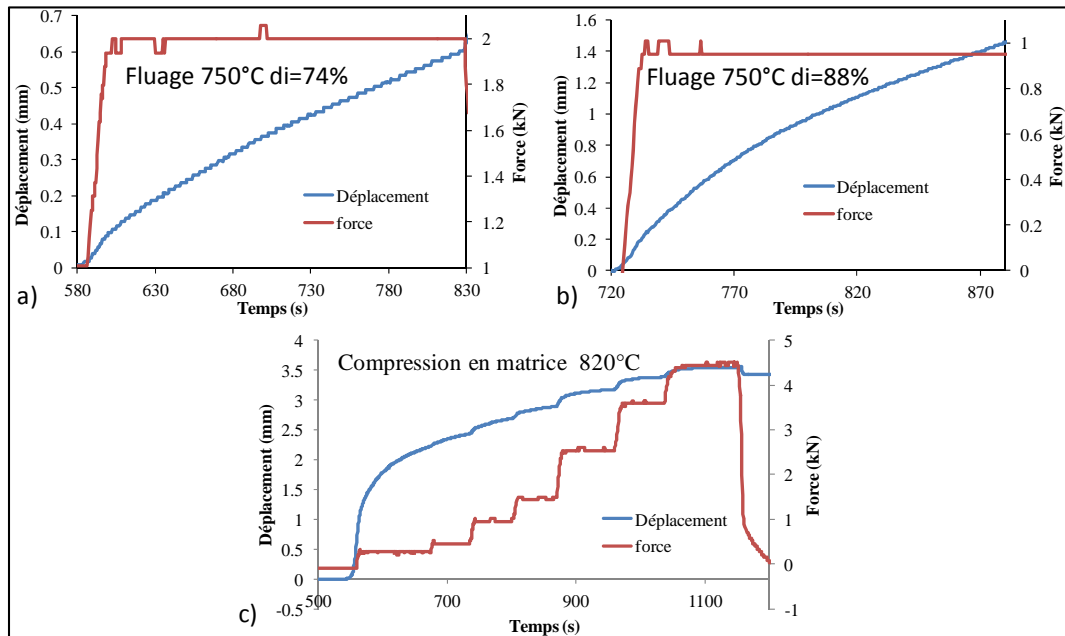 Fluage 750°C di=74%
Déplacement (mm)
0.7
0.6
0.5
0.4
0.3
0.2
0.1
0
Force (kN)
2
1.8
1.6
1.4
1.2
1
Déplacement
force
580 630 680 730 780 830
Temps (s)
a)
Fluage 750°C di=88%
Déplacement (mm)
1.6
1.4
1.2
1
0.8
0.6
0.4
0.2
0
Force (kN)
1
0.8
0.6
0.4
0.2
0
Déplacement
force
720 770 820 870
Temps (s)
b)
Compression en matrice 820°C
Déplacement (mm)
4
3.5
3
2.5
2
1.5
1
0.5
0
-0.5
Force (kN)
5
4
3
2
1
0
-1
Déplacement
force
500 700 900 1100
Temps (s)
c)